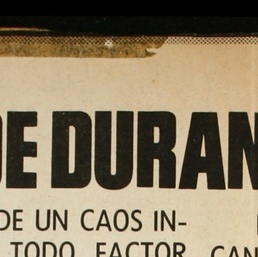 DE DURAN
DE UN CAOS IN-
TODO FACTOR CAN